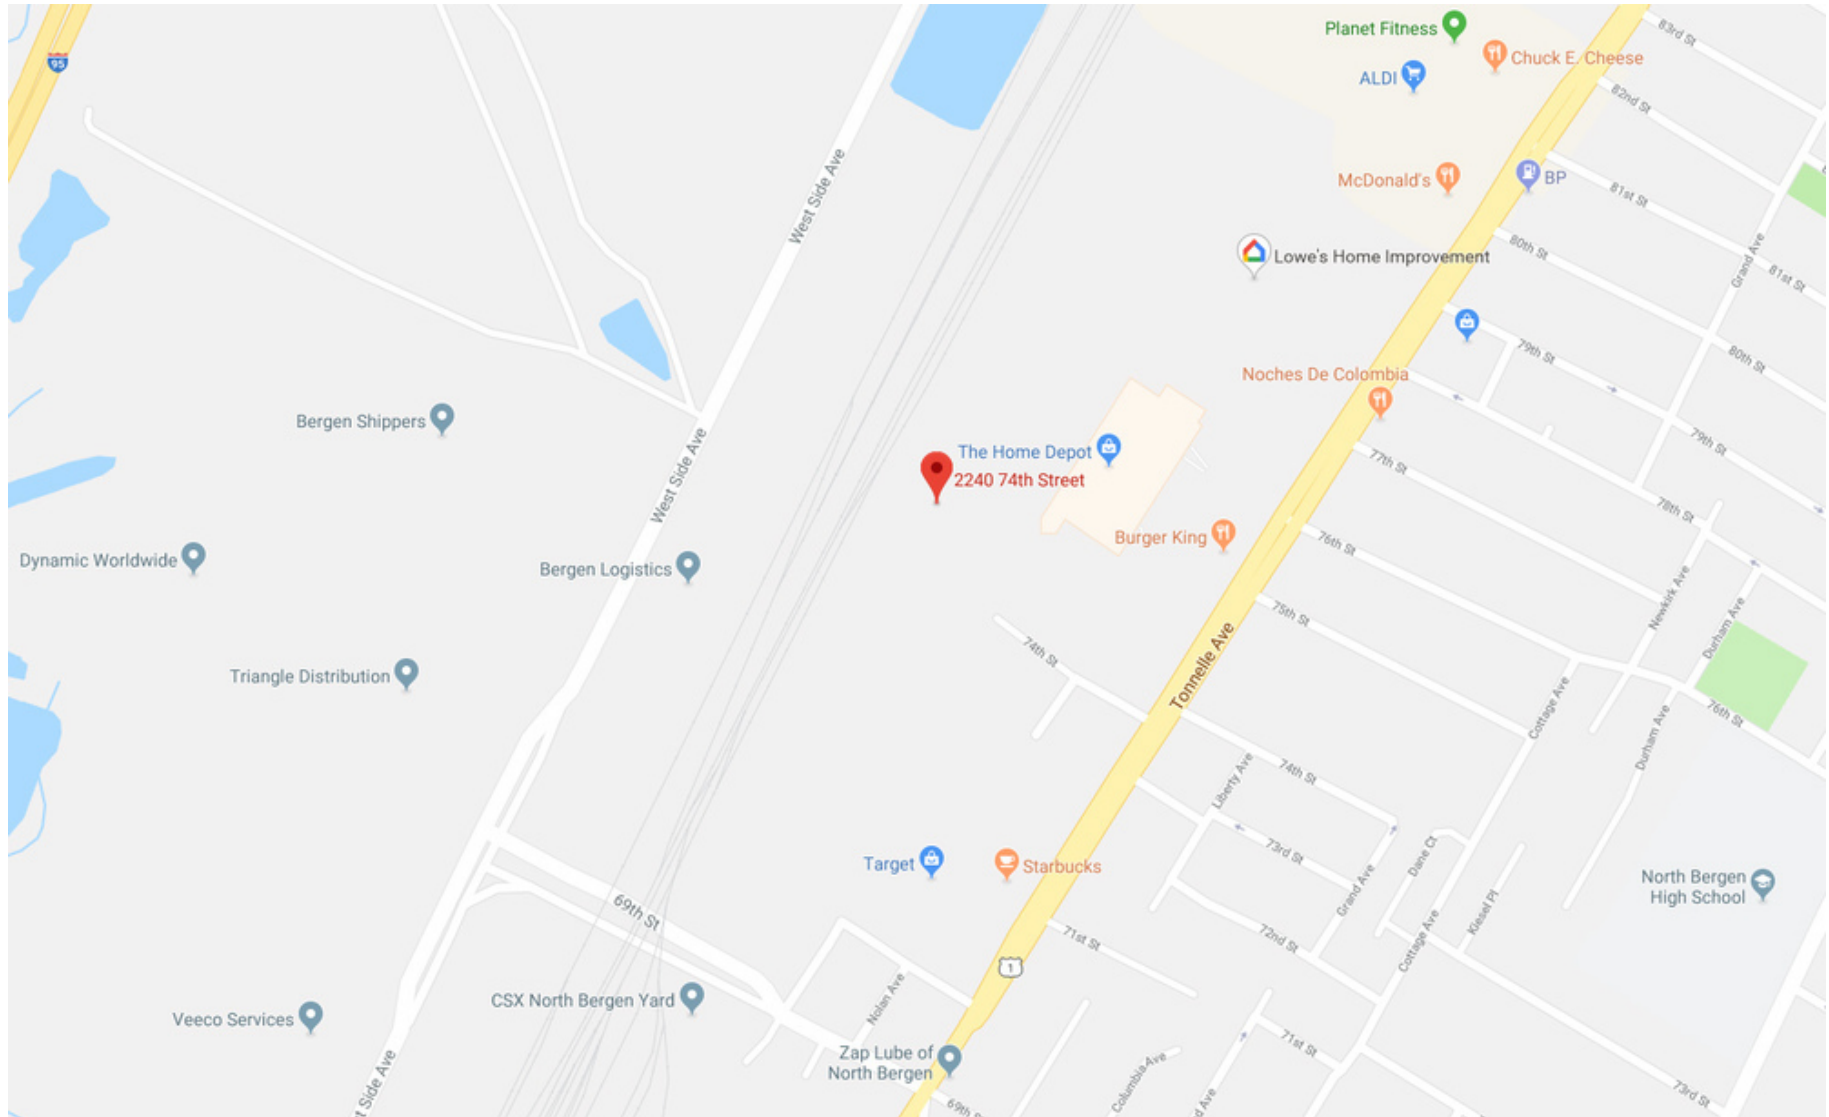 83rd St
Planet Fitness
Chuck E. Cheese
95
ALDI
82nd St
McDonald's
BP
81st St
West Side Ave
80th St
Grand Ave
Lowe's Home Improvement
81st St
79th St
80th St
Noches De Colombia
Bergen Shippers
79th St
The Home Depot
77th St
2240 74th Street
West Side Ave
78th St
Burger King
76th St
Dynamic Worldwide
Bergen Logistics
Newkirk Ave
75th St
Durham Ave
74th St
Tonnelle Ave
Triangle Distribution
Cottage Ave
76th St
Durham Ave
74th St
Liberty Ave
73rd St
Dane Ct
Target
Starbucks
North Bergen
High School
Grand Ave
69th St
Kiesel Pl
71st St
72nd St
Cottage Ave
1
CSX North Bergen Yard
Nolan Ave
Veeco Services
71st St
Zap Lube of
North Bergen
Columbia Ave
t Side Ave
73rd St
69th S
d Ave